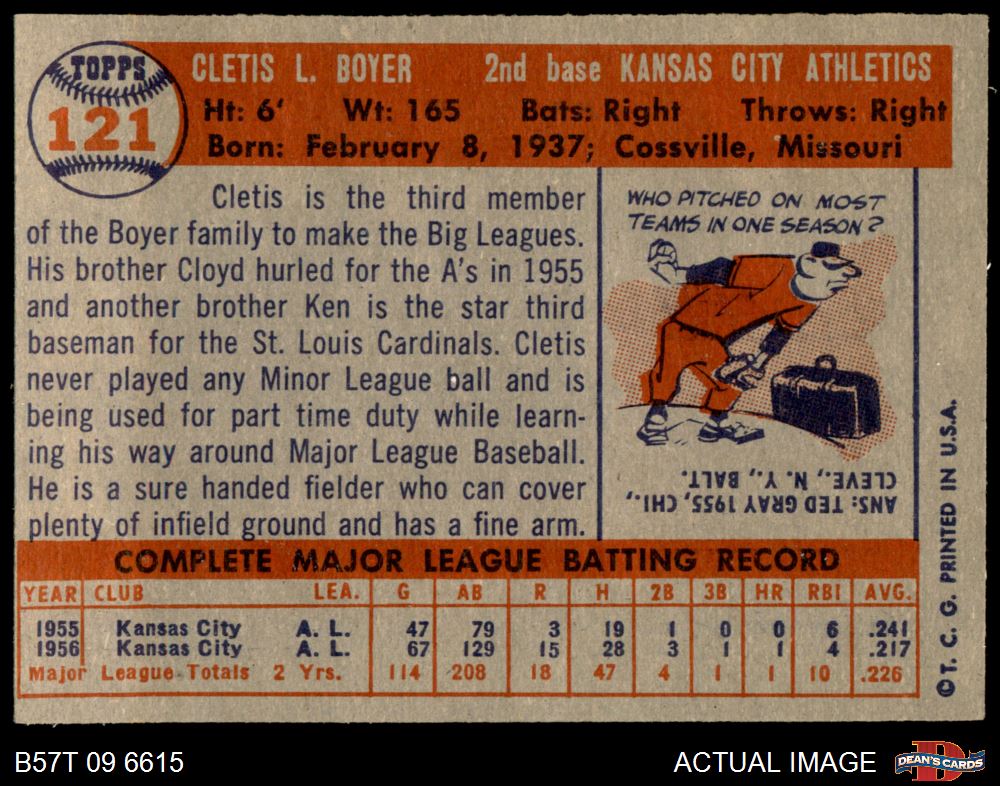 TOPPS
121
CLETIS L. BOYER 2nd base KANSAS CITY ATHLETICS
Ht: 6' Wt: 165 Bats: Right Throws: Right
Born: February 8, 1937; Cossville, Missouri
Cletis is the third member
of the Boyer family to make the Big Leagues.
His brother Cloyd hurled for the A's in 1955
and another brother Ken is the star third
baseman for the St. Louis Cardinals. Cletis
never played any Minor League ball and is
being used for part time duty while learn-
ing his way around Major League Baseball.
He is a sure handed fielder who can cover
plenty of infield ground and has a fine arm.
WHO PITCHED ON MOST
TEAMS IN ONE SEASON?
ANS: TED GRAY 1955, CHI.,
CLEVE., N. Y., BALT.
COMPLETE MAJOR LEAGUE BATTING RECORD
YEAR CLUB LEA. G AB R H 2B 3B HR RBI AVG.
1955 Kansas City A. L. 47 79 3 19 1 0 0 6 .241
1956 Kansas City A. L. 67 129 15 28 3 1 1 4 .217
Major League Totals 2 Yrs. 114 208 18 47 4 1 1 10 .226
©T. C. G. PRINTED IN U.S.A.
B57T 09 6615
ACTUAL IMAGE
DEAN'S CARDS